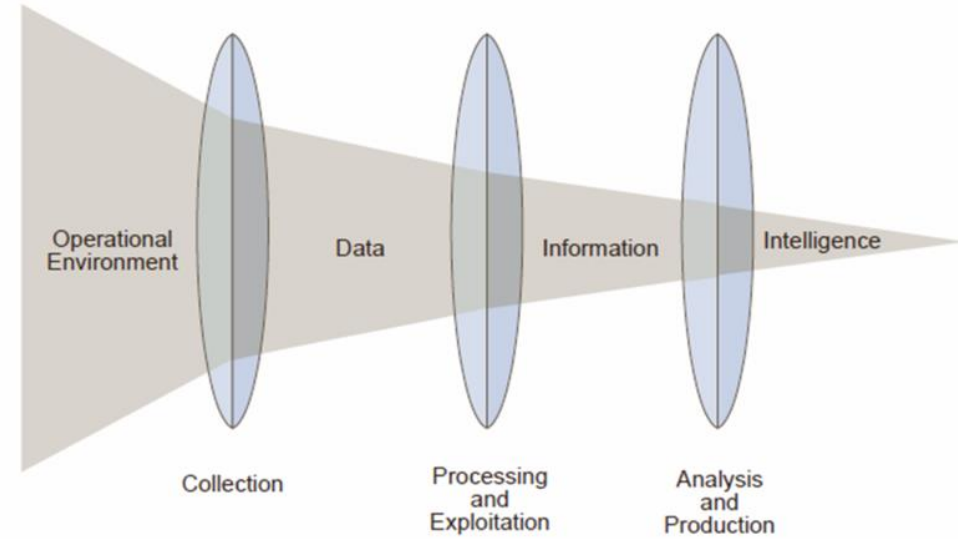 Operational
Environment
Data
Information
Intelligence
Collection
Processing
and
Exploitation
Analysis
and
Production